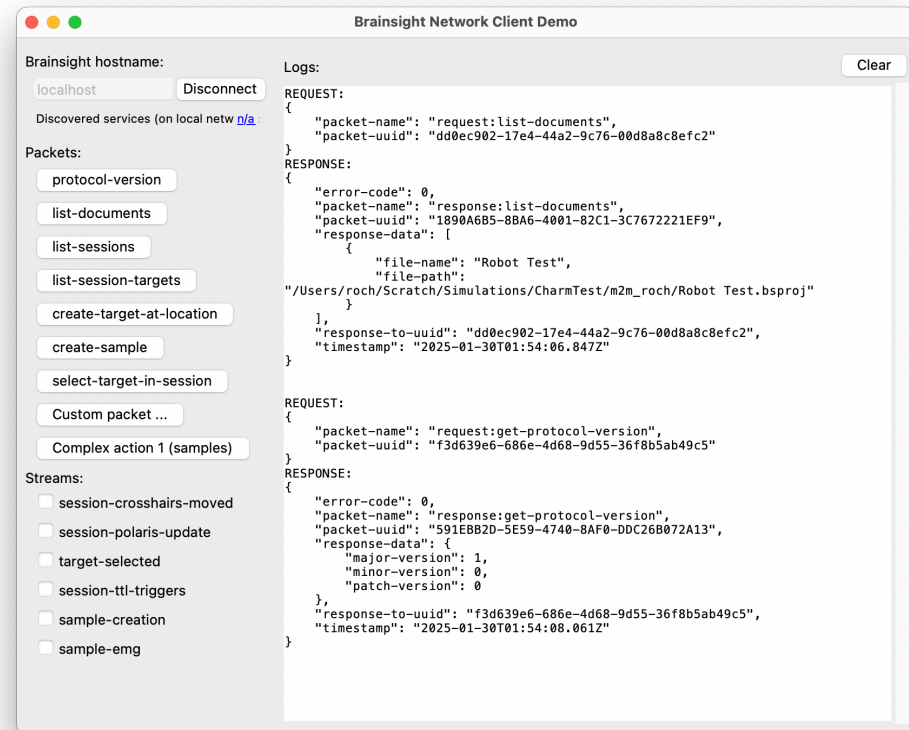 Brainsight Network Client Demo
Brainsight hostname:
localhost
Disconnect
Discovered services (on local netw n/a :
Packets:
protocol-version
list-documents
list-sessions
list-session-targets
create-target-at-location
create-sample
select-target-in-session
Custom packet ...
Complex action 1 (samples)
Streams:
session-crosshairs-moved
session-polaris-update
target-selected
session-ttl-triggers
sample-creation
sample-emg
Logs:
Clear
REQUEST:
{
    "packet-name": "request:list-documents",
    "packet-uuid": "dd0ec902-17e4-44a2-9c76-00d8a8c8efc2"
}
RESPONSE:
{
    "error-code": 0,
    "packet-name": "response:list-documents",
    "packet-uuid": "1890A6B5-8BA6-4001-82C1-3C7672221EF9",
    "response-data": [
        {
            "file-name": "Robot Test",
            "file-path":
"/Users/roch/Scratch/Simulations/CharmTest/m2m_roch/Robot Test.bsproj"
        }
    ],
    "response-to-uuid": "dd0ec902-17e4-44a2-9c76-00d8a8c8efc2",
    "timestamp": "2025-01-30T01:54:06.847Z"
}
REQUEST:
{
    "packet-name": "request:get-protocol-version",
    "packet-uuid": "f3d639e6-686e-4d68-9d55-36f8b5ab49c5"
}
RESPONSE:
{
    "error-code": 0,
    "packet-name": "response:get-protocol-version",
    "packet-uuid": "591EBB2D-5E59-4740-8AF0-DDC26B072A13",
    "response-data": {
        "major-version": 1,
        "minor-version": 0,
        "patch-version": 0
    },
    "response-to-uuid": "f3d639e6-686e-4d68-9d55-36f8b5ab49c5",
    "timestamp": "2025-01-30T01:54:08.061Z"
}